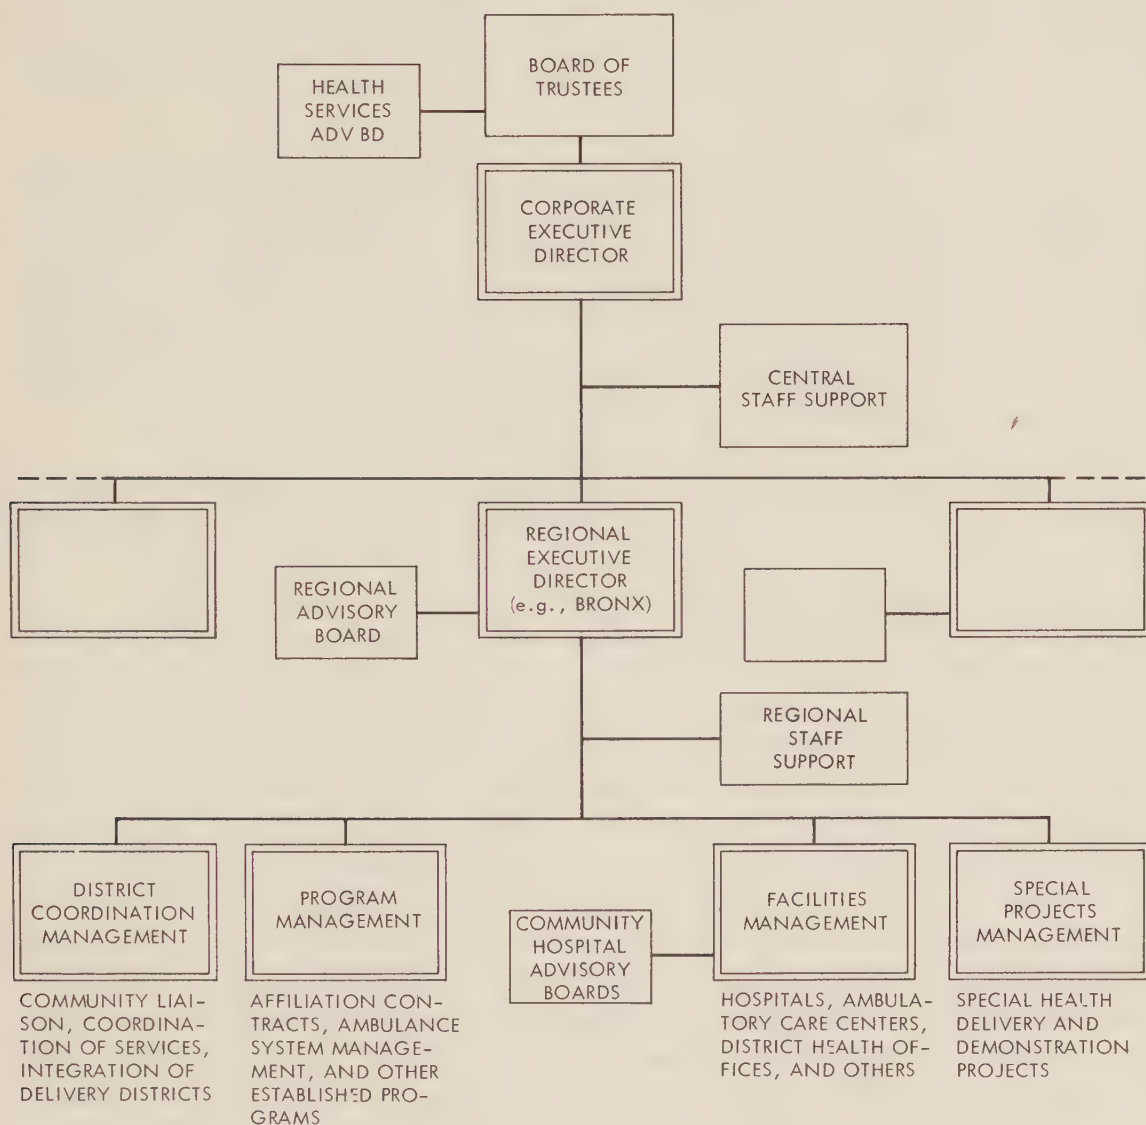 BOARD OF
TRUSTEES
HEALTH
SERVICES
ADV BD
CORPORATE
EXECUTIVE
DIRECTOR
CENTRAL
STAFF SUPPORT
REGIONAL
EXECUTIVE
DIRECTOR
(e.g., BRONX)
REGIONAL
ADVISORY
BOARD
REGIONAL
STAFF
SUPPORT
DISTRICT
COORDINATION
MANAGEMENT
COMMUNITY LIAI-
SON, COORDINA-
TION OF SERVICES,
INTEGRATION OF
DELIVERY DISTRICTS
PROGRAM
MANAGEMENT
AFFILIATION CON-
TRACTS, AMBULANCE
SYSTEM MANAGE-
MENT, AND OTHER
ESTABLISHED PRO-
GRAMS
COMMUNITY
HOSPITAL
ADVISORY
BOARDS
FACILITIES
MANAGEMENT
HOSPITALS, AMBULA-
TORY CARE CENTERS,
DISTRICT HEALTH OF-
FICES, AND OTHERS
SPECIAL
PROJECTS
MANAGEMENT
SPECIAL HEALTH
DELIVERY AND
DEMONSTRATION
PROJECTS